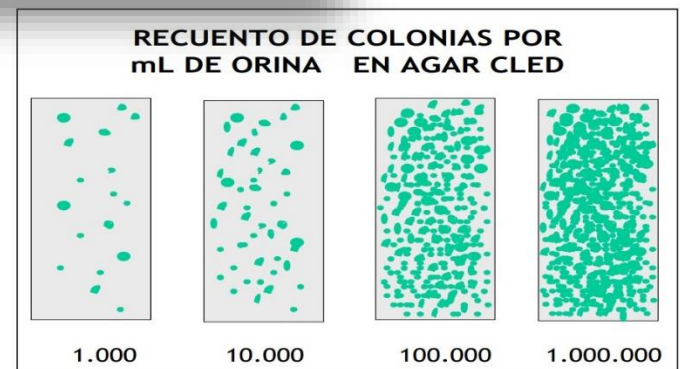 RECUENTO DE COLONIAS POR
mL DE ORINA EN AGAR CLED
1.000 10.000 100.000 1.000.000